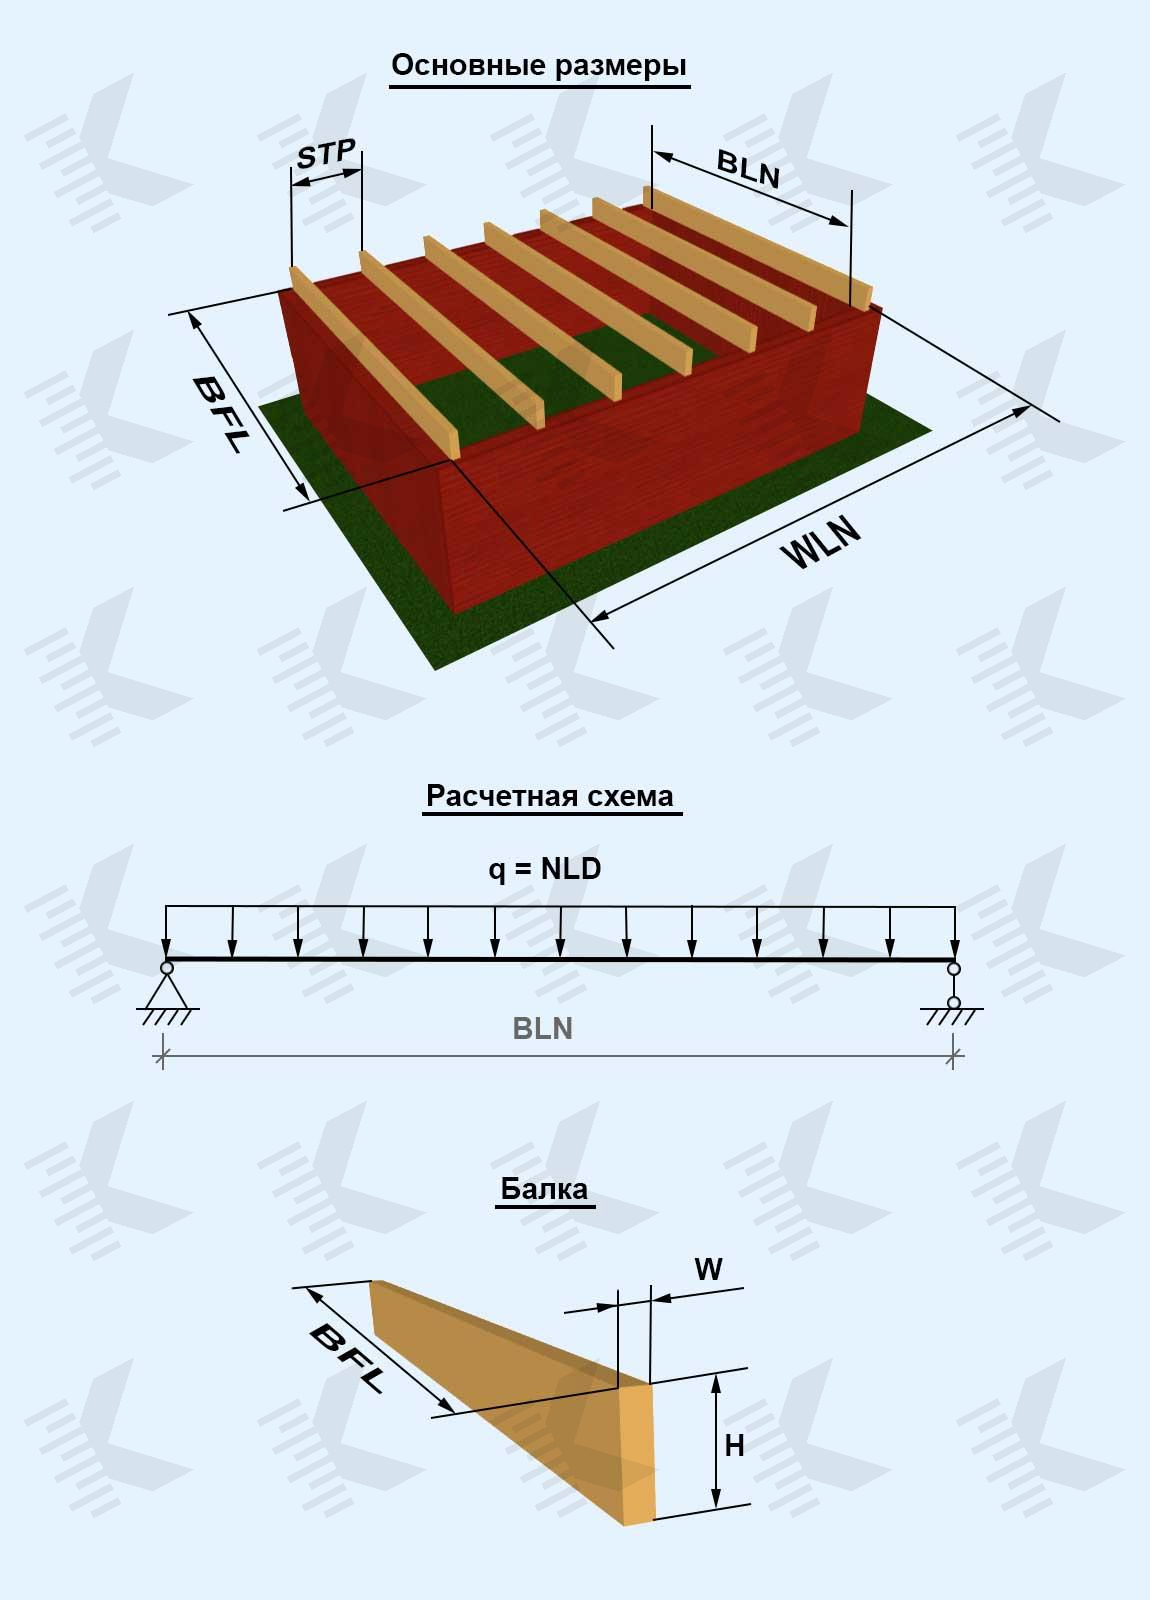 Основные размеры
STP
BLN
BFL
WLN
Расчетная схема
q = NLD
BLN
Балка
W
BFL
H